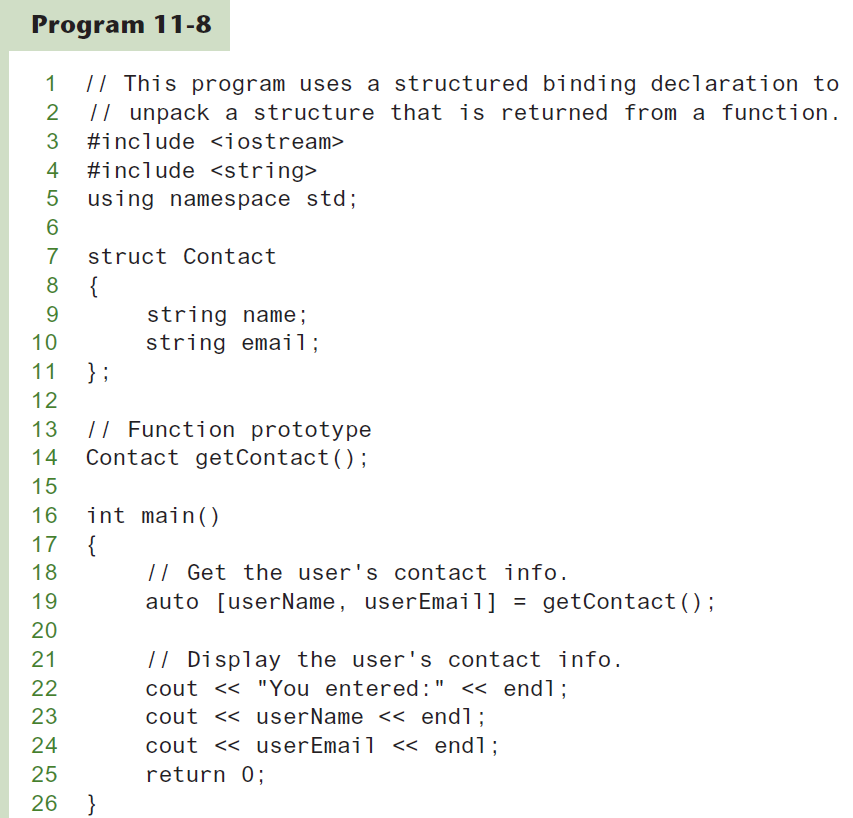 Program 11-8
1 // This program uses a structured binding declaration to
2 // unpack a structure that is returned from a function.
3 #include <iostream>
4 #include <string>
5 using namespace std;
6
7 struct Contact
8 {
9 string name;
10 string email;
11 };
12
13 // Function prototype
14 Contact getContact();
15
16 int main()
17 {
18 // Get the user's contact info.
19 auto [userName, userEmail] = getContact();
20
21 // Display the user's contact info.
22 cout << "You entered:" << endl;
23 cout << userName << endl;
24 cout << userEmail << endl;
25 return 0;
26 }